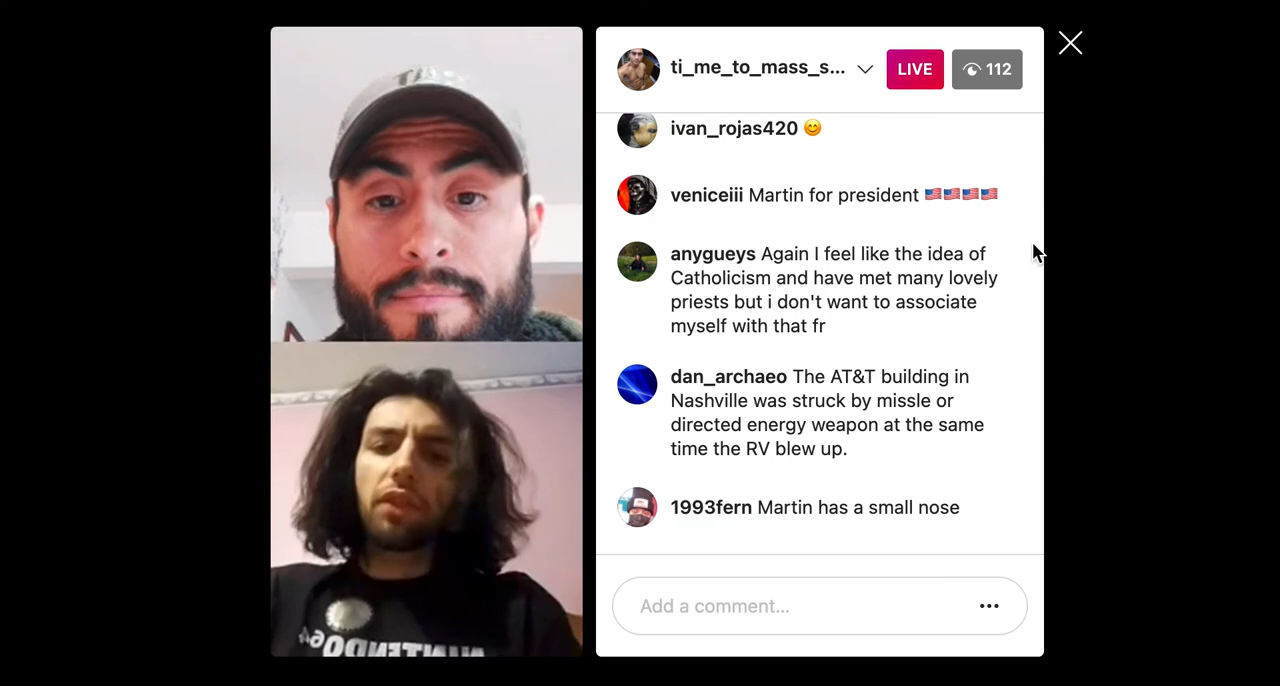 ti_me_to_mass_s...
LIVE
112
ivan_rojas420 😊
veniceiii Martin for president 🇺🇸🇺🇸🇺🇸🇺🇸
anygueys Again I feel like the idea of
Catholicism and have met many lovely
priests but i don't want to associate
myself with that fr
dan_archaeo The AT&T building in
Nashville was struck by missle or
directed energy weapon at the same
time the RV blew up.
1993fern Martin has a small nose
Add a comment...
NINTENDO64